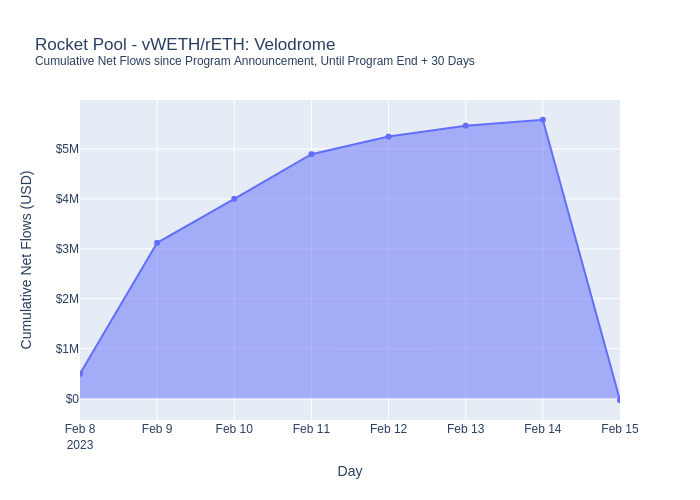 Rocket Pool - vWETH/rETH: Velodrome
Cumulative Net Flows since Program Announcement, Until Program End + 30 Days
Cumulative Net Flows (USD)
$5M
$4M
$3M
$2M
$1M
$0
Feb 8 Feb 9 Feb 10 Feb 11 Feb 12 Feb 13 Feb 14 Feb 15
2023
Day